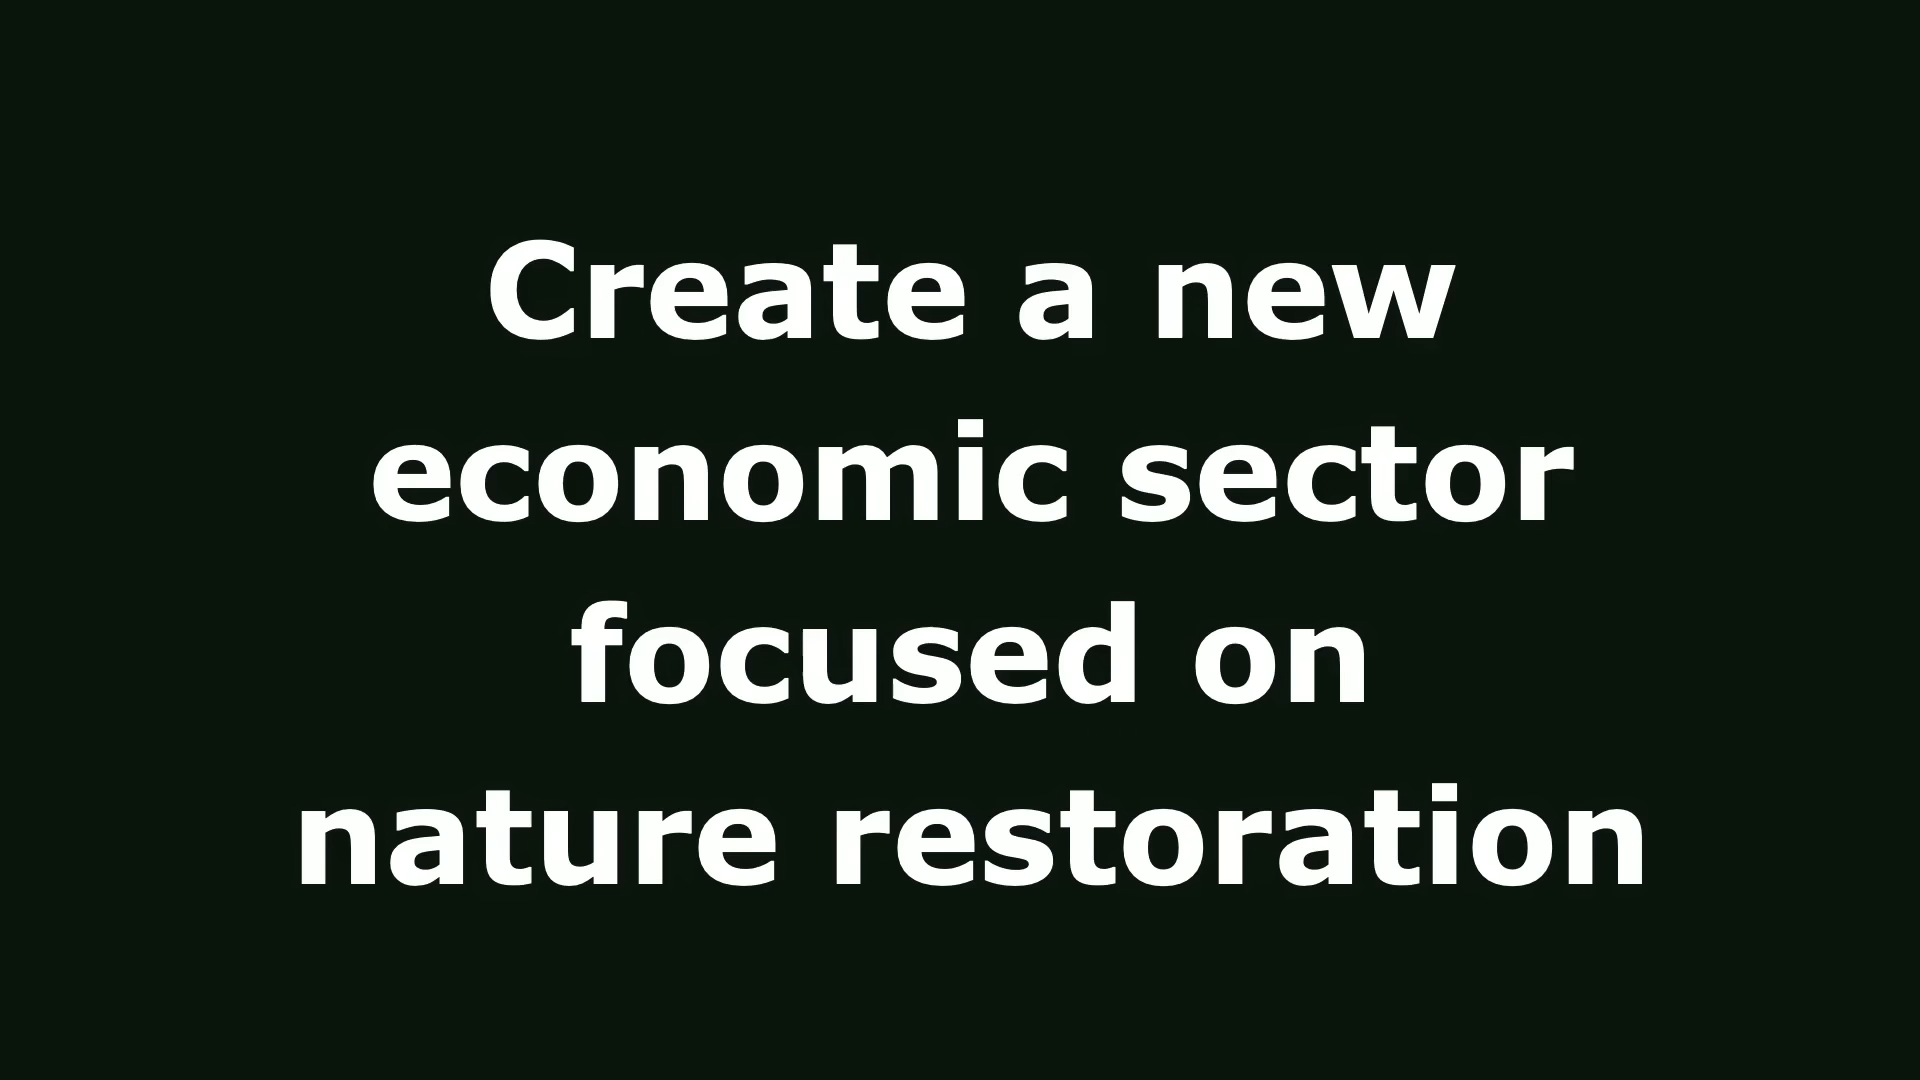 Create a new
economic sector
focused on
nature restoration